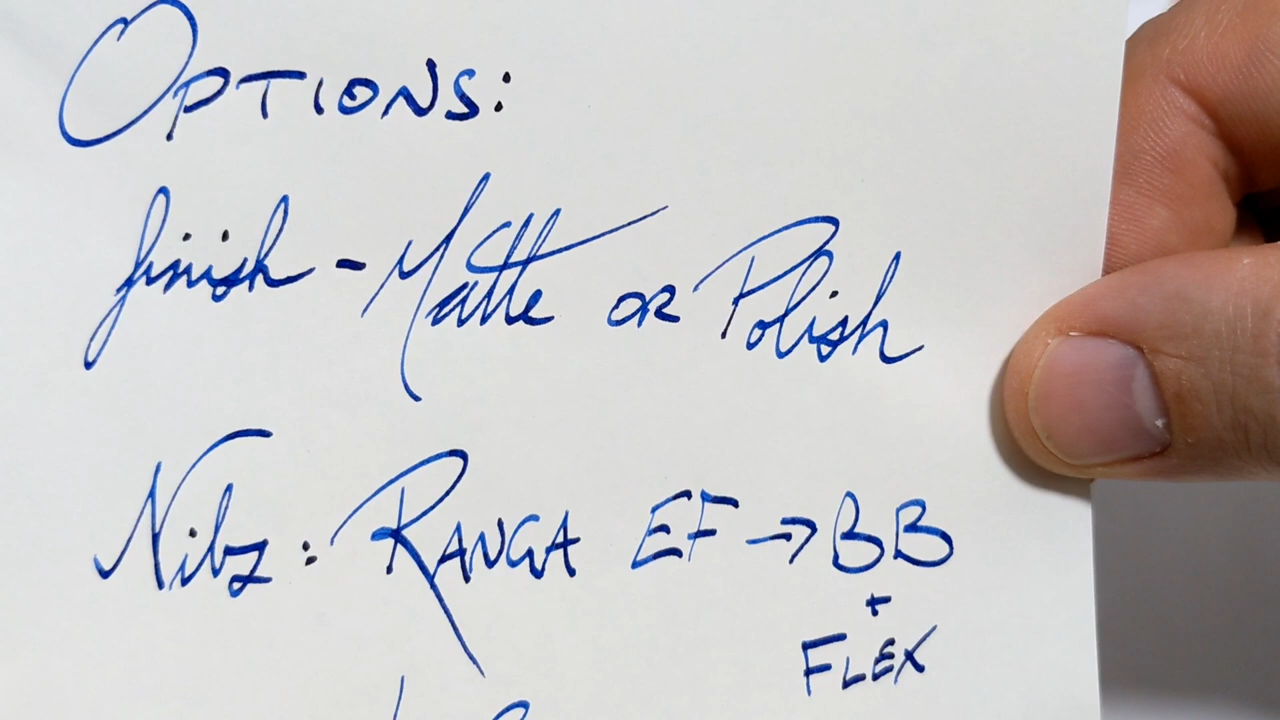 OPTIONS:
finish - Matte OR Polish
Nibz: RANGA EF → BB
+
FLEX